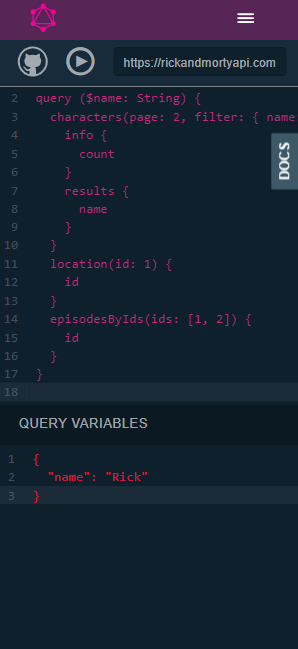 https://rickandmortyapi.com
2 query ($name: String) {
3 characters(page: 2, filter: { name
4 info {
5 count
6 }
7 results {
8 name
9 }
10 }
11 location(id: 1) {
12 id
13 }
14 episodesByIds(ids: [1, 2]) {
15 id
16 }
17 }
18
DOCS
QUERY VARIABLES
1 {
2 "name": "Rick"
3 }